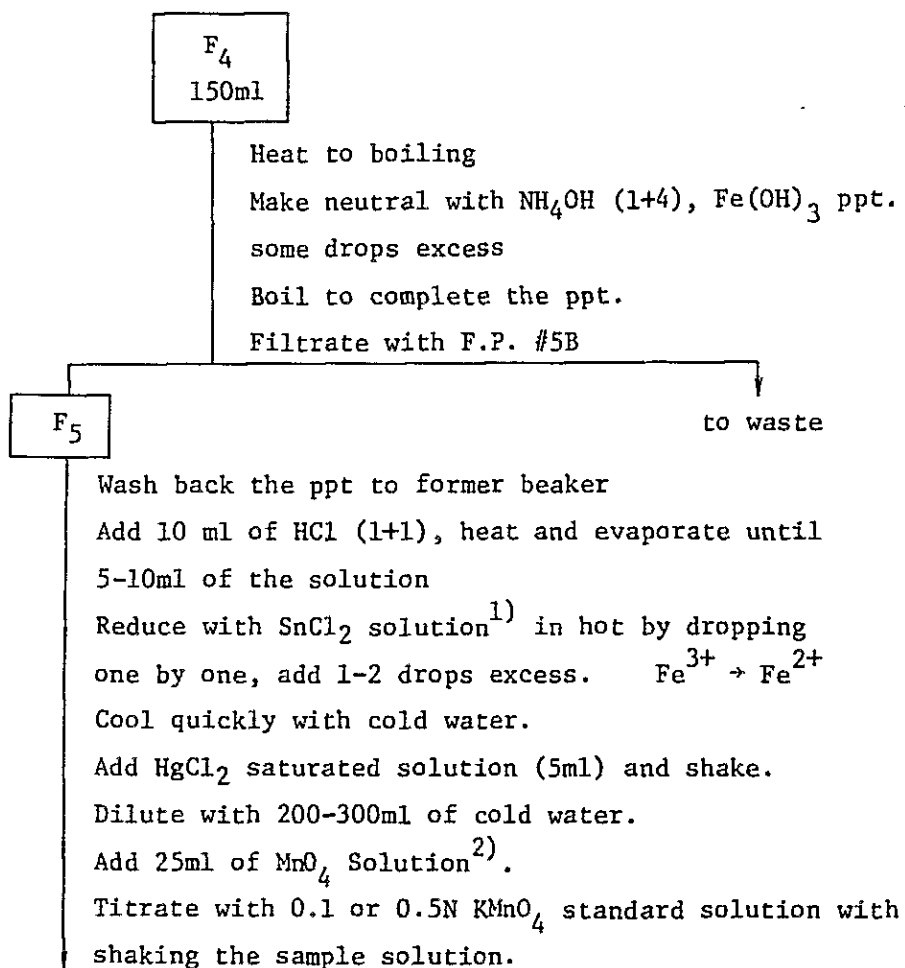 F4
150ml
Heat to boiling
Make neutral with NH4OH (1+4), Fe(OH)3 ppt.
some drops excess
Boil to complete the ppt.
Filtrate with F.P. #5B
F5
to waste
Wash back the ppt to former beaker
Add 10 ml of HCl (1+1), heat and evaporate until
5-10ml of the solution
Reduce with SnCl2 solution1) in hot by dropping
one by one, add 1-2 drops excess. Fe3+ → Fe2+
Cool quickly with cold water.
Add HgCl2 saturated solution (5ml) and shake.
Dilute with 200-300ml of cold water.
Add 25ml of MnO4 Solution2).
Titrate with 0.1 or 0.5N KMnO4 standard solution with
shaking the sample solution.